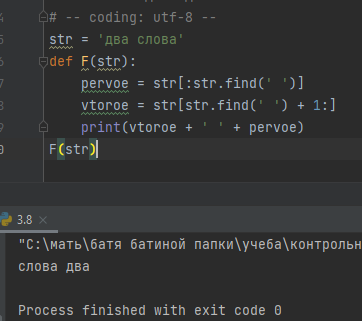 4 # -- coding: utf-8 --
5 str = 'два слова'
6 def F(str):
7 pervoe = str[:str.find(' ')]
8 vtoroe = str[str.find(' ') + 1:]
9 print(vtoroe + ' ' + pervoe)
0 F(str)
3.8 ×
"C:\мать\батя батиной папки\учеба\контрольн
слова два
Process finished with exit code 0